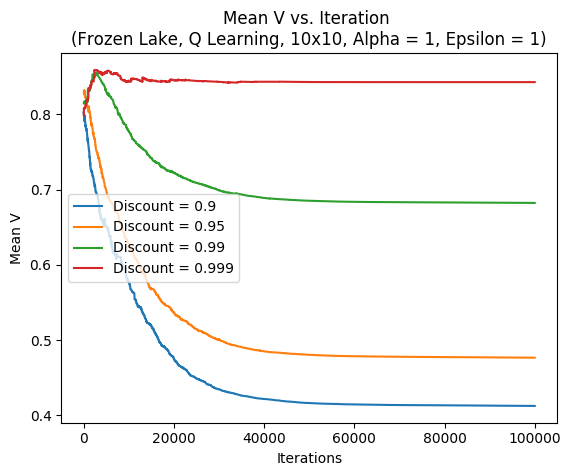 Mean V vs. Iteration
(Frozen Lake, Q Learning, 10x10, Alpha = 1, Epsilon = 1)
Mean V
0.8
0.7
0.6
0.5
0.4
Discount = 0.9
Discount = 0.95
Discount = 0.99
Discount = 0.999
0
20000
40000
60000
80000
100000
Iterations